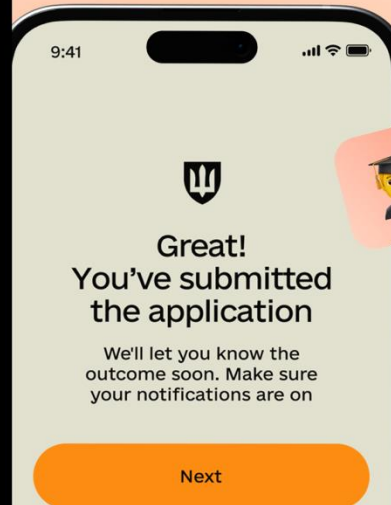 9:41
Great!
You've submitted
the application
We'll let you know the
outcome soon. Make sure
your notifications are on
Next